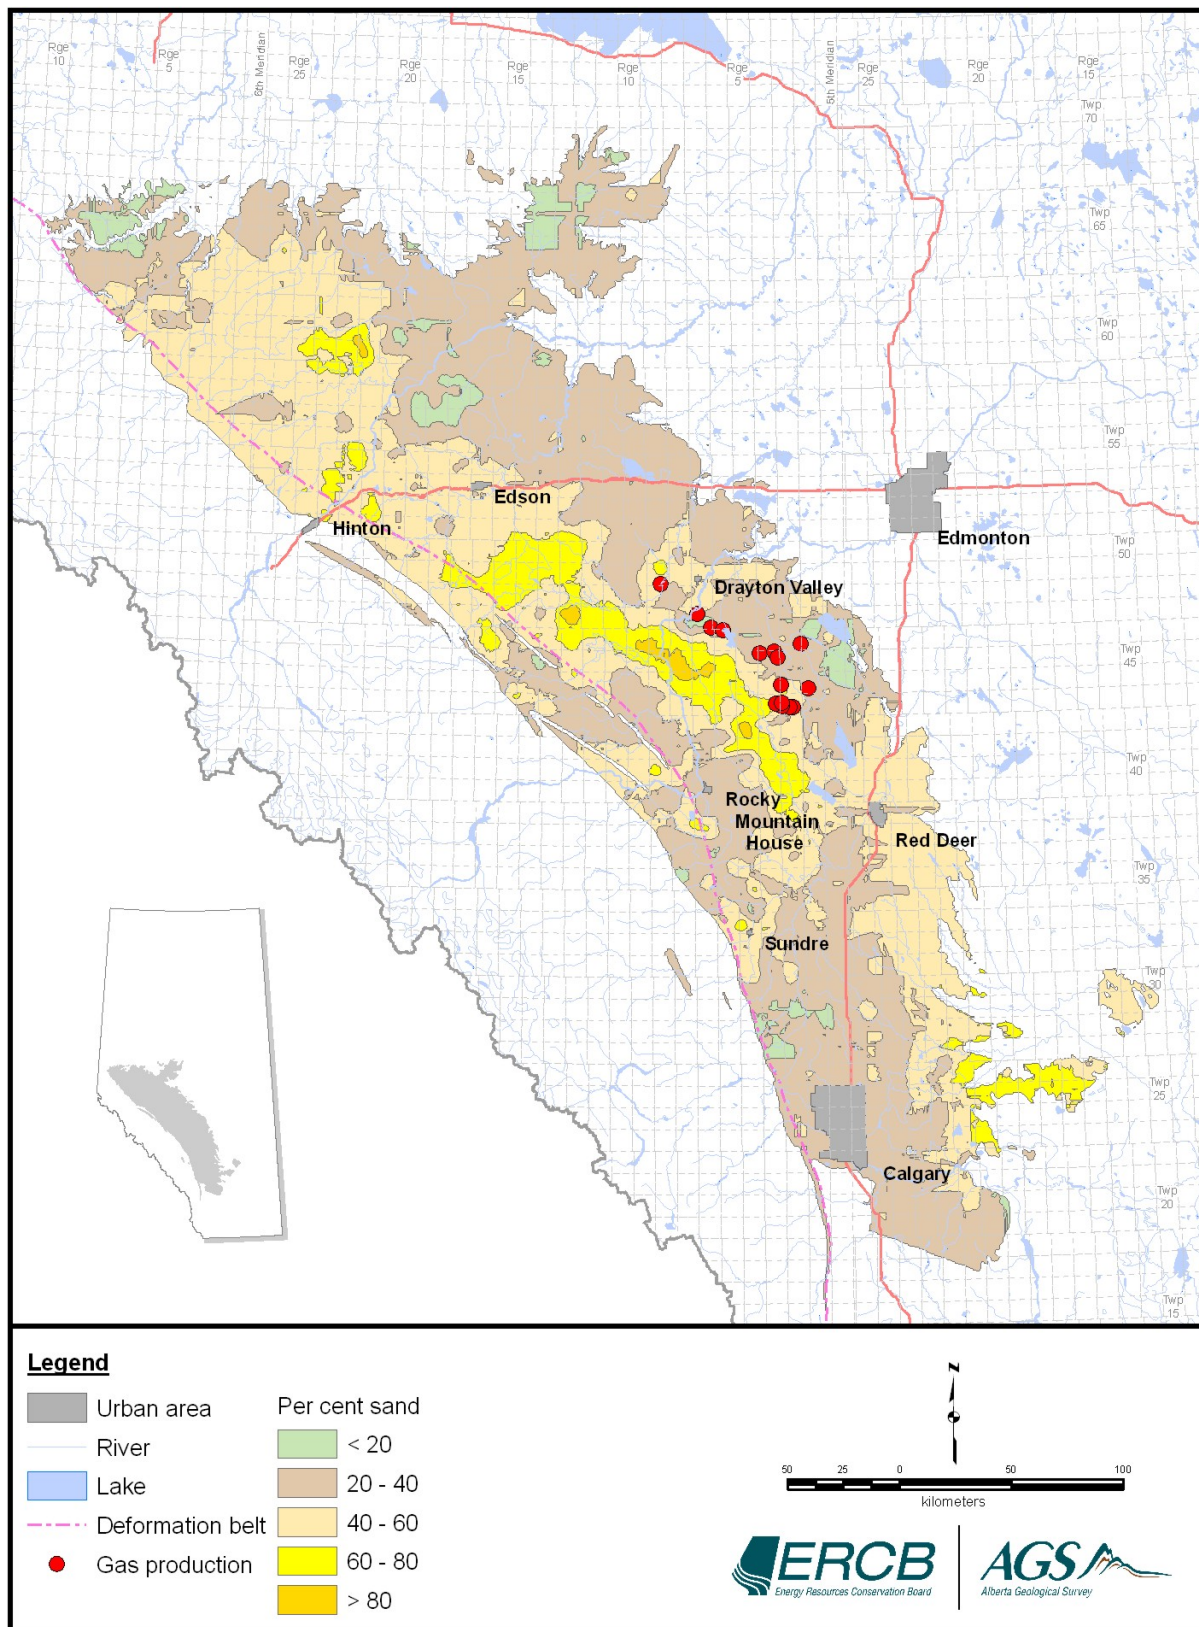 Rge
10
Rge
5
6th Meridian
Rge
25
Rge
20
Rge
15
Rge
10
Rge
5
5th Meridian
Rge
25
Rge
20
Rge
15
Twp
70
Twp
65
Twp
60
Twp
55
Edson
Hinton
Edmonton
Twp
50
Drayton Valley
Twp
45
Twp
40
Rocky
Mountain
House
Red Deer
Twp
35
Sundre
Twp
30
Twp
25
Calgary
Twp
20
Twp
15
Legend
Urban area
River
Lake
Deformation belt
Gas production
Per cent sand
< 20
20 - 40
40 - 60
60 - 80
> 80
N
50 25 0 50 100
kilometers
ERCB
Energy Resources Conservation Board
AGS
Alberta Geological Survey